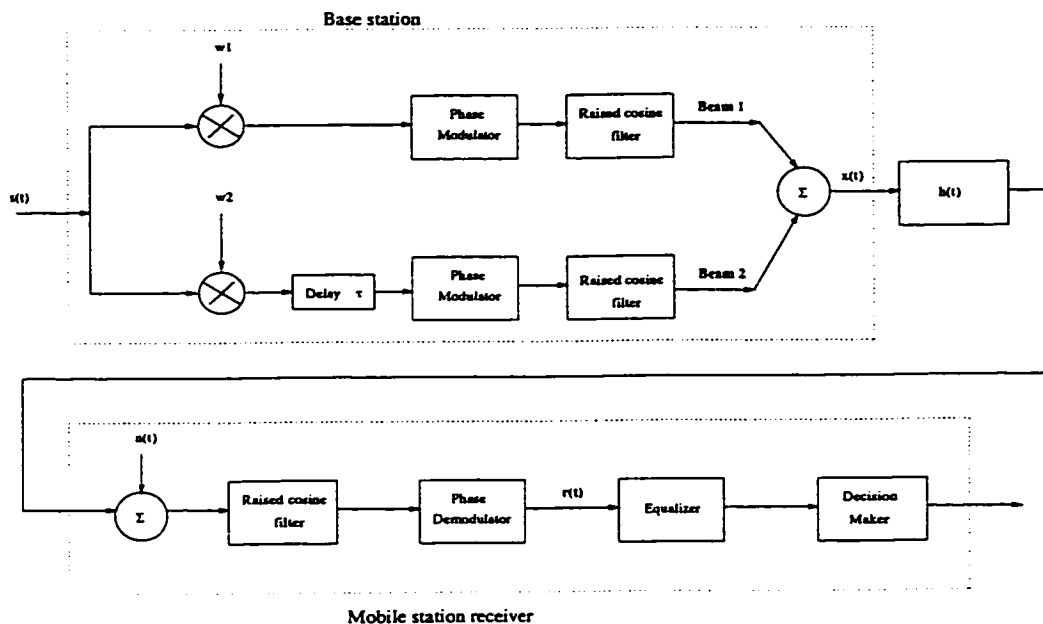 Base station
w1
Phase
Modulator
Raised cosine
filter
Beam 1
s(t)
w2
Σ
x(t)
h(t)
Delay τ
Phase
Modulator
Raised cosine
filter
Beam 2
n(t)
Σ
Raised cosine
filter
Phase
Demodulator
r(t)
Equalizer
Decision
Maker
Mobile station receiver